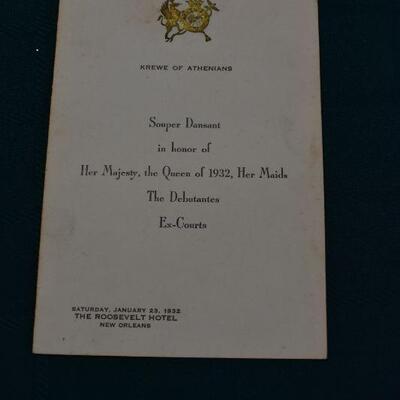 KREWE OF ATHENIANS
Souper Dansant
in honor of
Her Majesty, the Queen of 1932, Her Maids
The Debutantes
Ex-Courts
SATURDAY, JANUARY 23, 1932
THE ROOSEVELT HOTEL
NEW ORLEANS